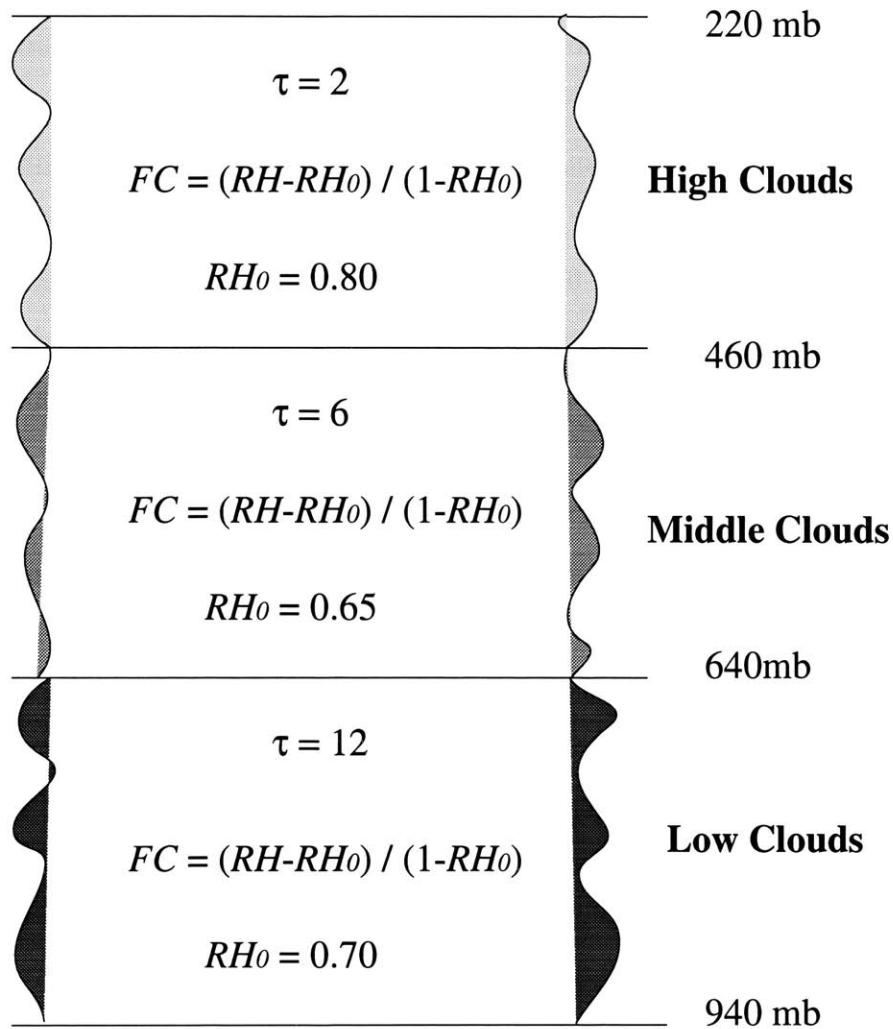 220 mb
τ = 2
FC = (RH-RH0) / (1-RH0)
High Clouds
RH0 = 0.80
460 mb
τ = 6
FC = (RH-RH0) / (1-RH0)
Middle Clouds
RH0 = 0.65
640mb
τ = 12
FC = (RH-RH0) / (1-RH0)
Low Clouds
RH0 = 0.70
940 mb